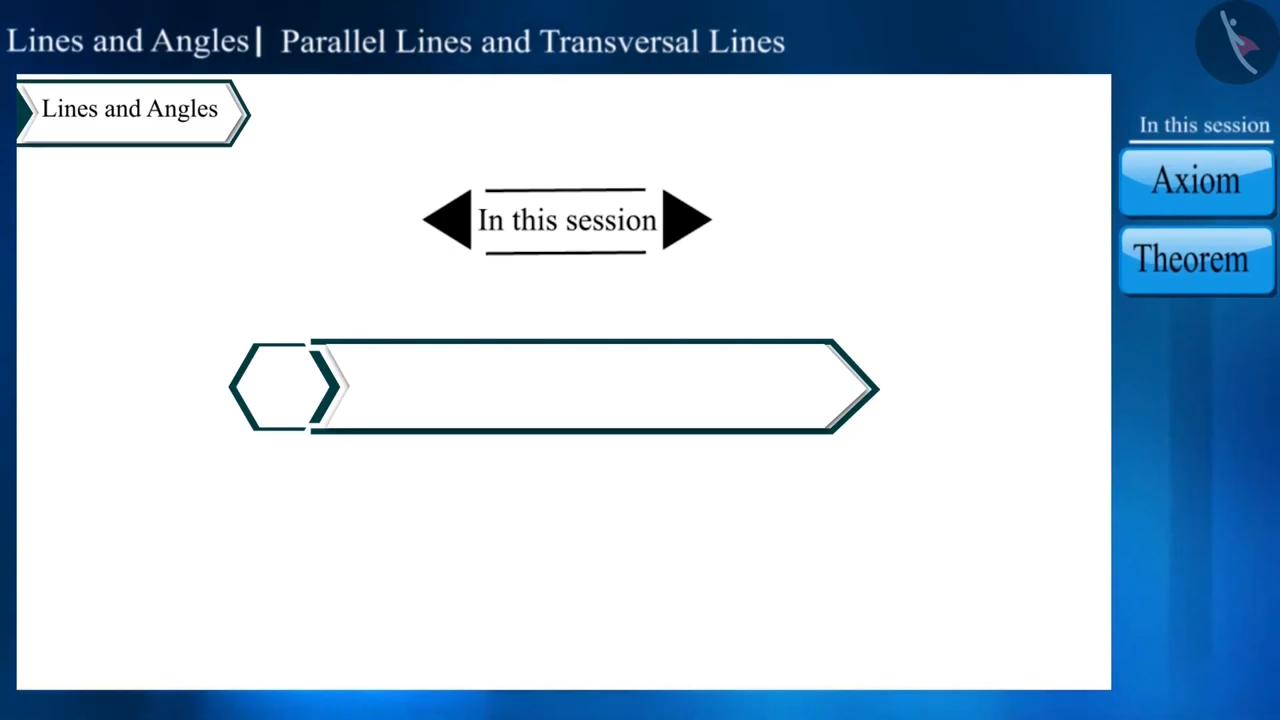 Lines and Angles| Parallel Lines and Transversal Lines
Lines and Angles
In this session
In this session
Axiom
Theorem